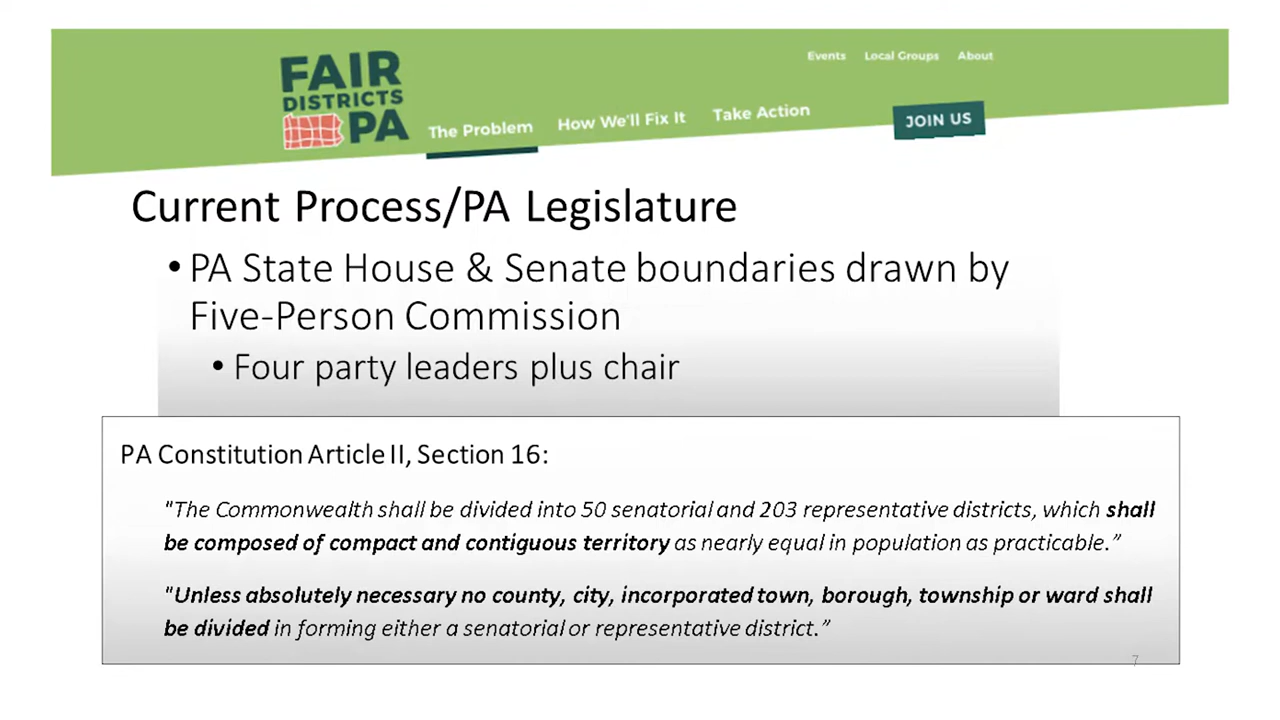 FAIR
DISTRICTS
PA
Events Local Groups About
The Problem How We'll Fix It Take Action JOIN US
Current Process/PA Legislature
• PA State House & Senate boundaries drawn by
Five-Person Commission
• Four party leaders plus chair
PA Constitution Article II, Section 16:
"The Commonwealth shall be divided into 50 senatorial and 203 representative districts, which shall
be composed of compact and contiguous territory as nearly equal in population as practicable.”
"Unless absolutely necessary no county, city, incorporated town, borough, township or ward shall
be divided in forming either a senatorial or representative district.”
7